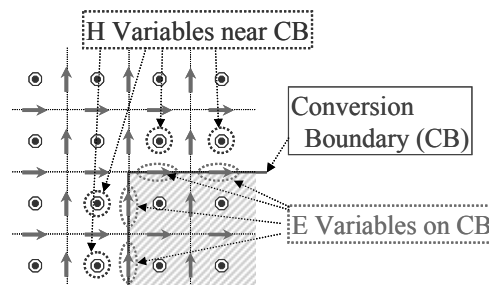 H Variables near CB
Conversion
Boundary (CB)
E Variables on CB